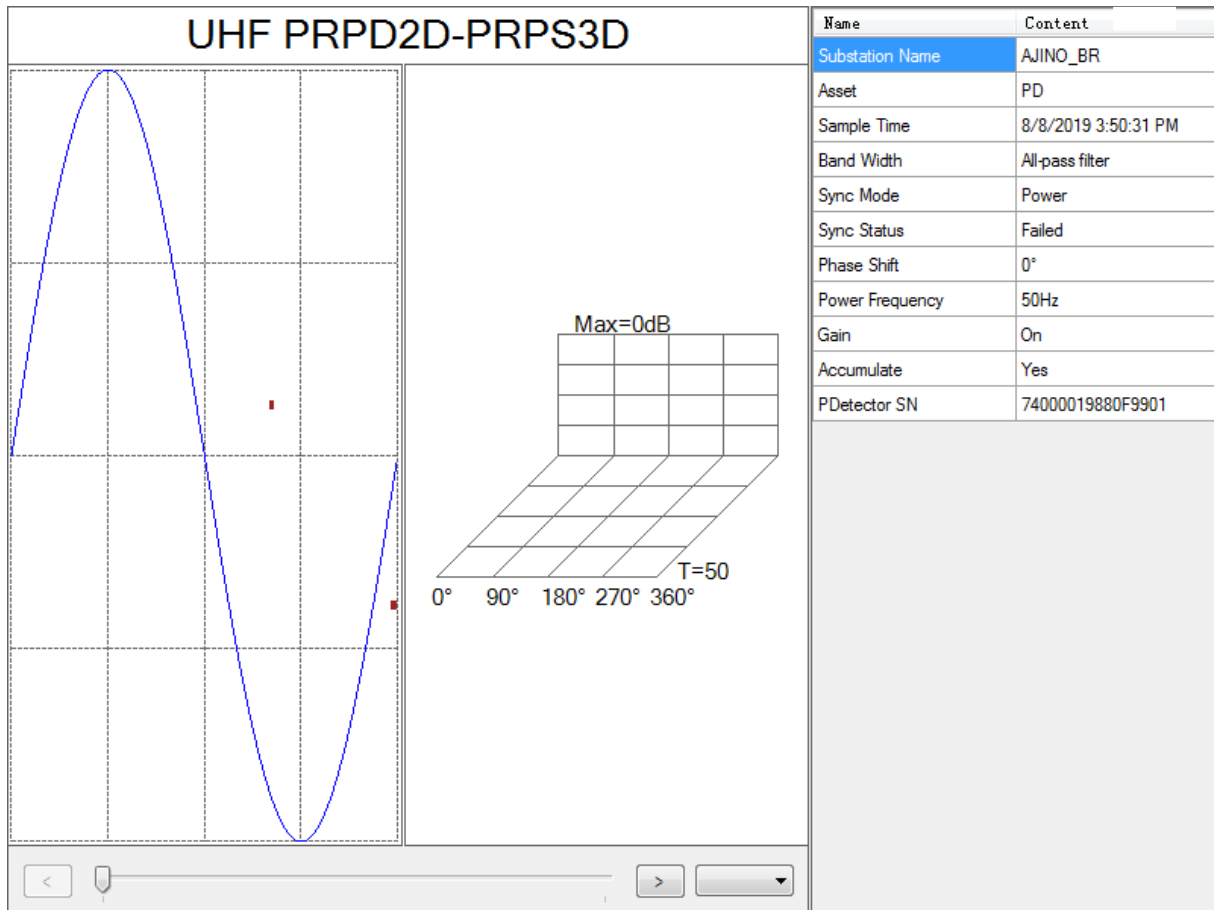 UHF PRPD2D-PRPS3D
Max=0dB
T=50
0° 90° 180° 270° 360°
<
>
Name Content
Substation Name AJINO_BR
Asset PD
Sample Time 8/8/2019 3:50:31 PM
Band Width All-pass filter
Sync Mode Power
Sync Status Failed
Phase Shift 0°
Power Frequency 50Hz
Gain On
Accumulate Yes
PDetector SN 74000019880F9901